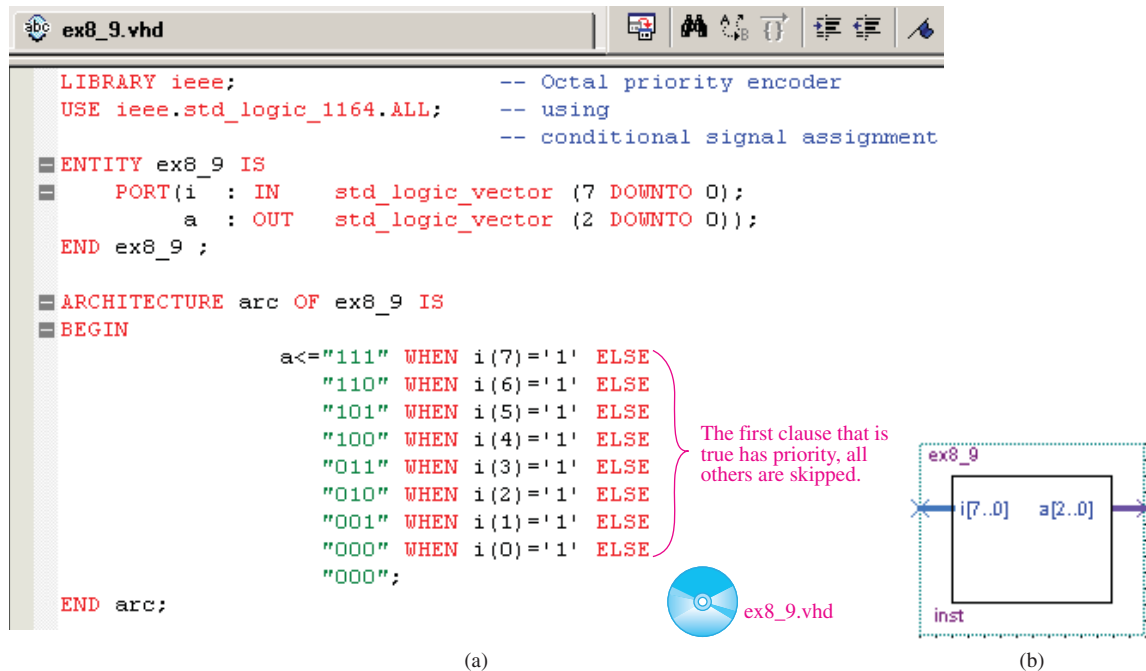 ex8_9.vhd
LIBRARY ieee; -- Octal priority encoder
USE ieee.std_logic_1164.ALL; -- using
-- conditional signal assignment
ENTITY ex8_9 IS
PORT(i : IN std_logic_vector (7 DOWNTO 0);
a : OUT std_logic_vector (2 DOWNTO 0));
END ex8_9 ;
ARCHITECTURE arc OF ex8_9 IS
BEGIN
a<="111" WHEN i(7)='1' ELSE
"110" WHEN i(6)='1' ELSE
"101" WHEN i(5)='1' ELSE
"100" WHEN i(4)='1' ELSE
"011" WHEN i(3)='1' ELSE
"010" WHEN i(2)='1' ELSE
"001" WHEN i(1)='1' ELSE
"000" WHEN i(0)='1' ELSE
"000";
END arc;
The first clause that is
true has priority, all
others are skipped.
ex8_9.vhd
(a)
ex8_9
i[7..0] a[2..0]
inst
(b)